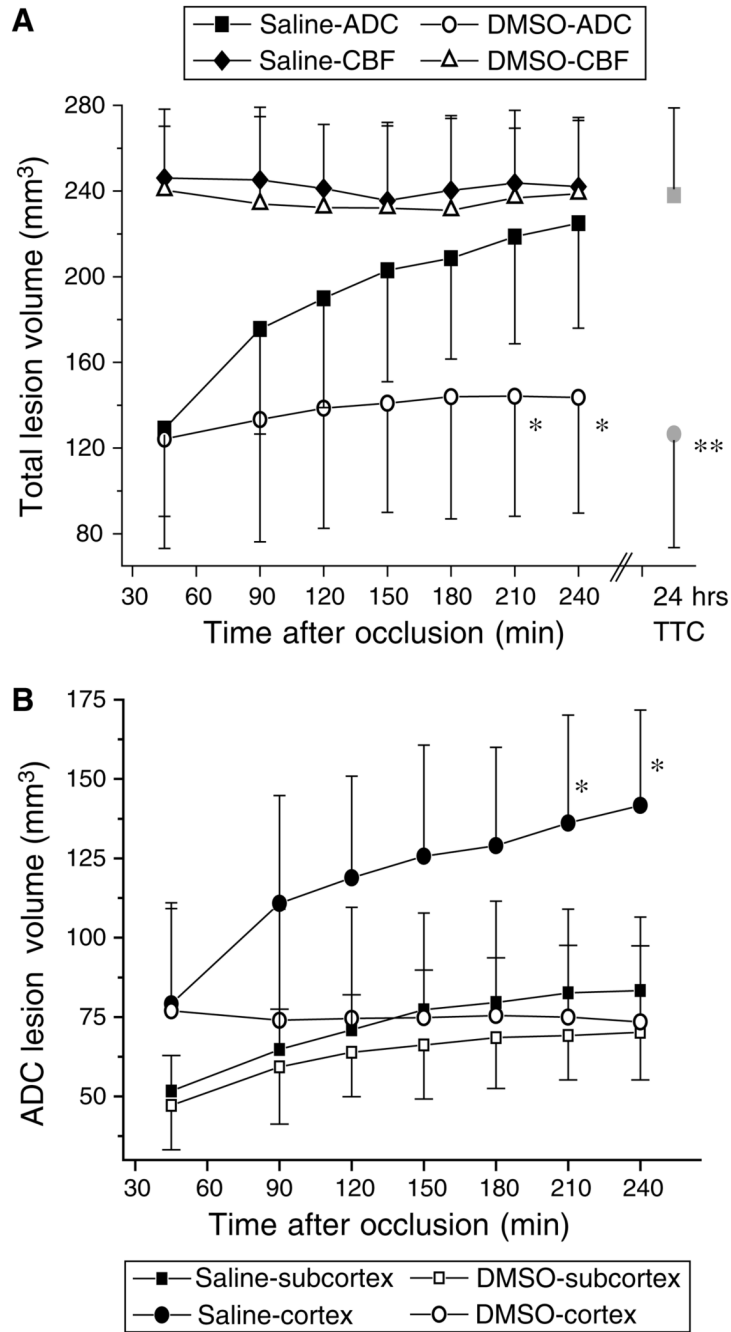 A
Saline-ADC DMSO-ADC
Saline-CBF DMSO-CBF
Total lesion volume (mm³)
280
240
200
160
120
80
* * **
30 60 90 120 150 180 210 240 24 hrs
Time after occlusion (min) TTC
B
ADC lesion volume (mm³)
175
150
125
100
75
50
* *
30 60 90 120 150 180 210 240
Time after occlusion (min)
Saline-subcortex DMSO-subcortex
Saline-cortex DMSO-cortex